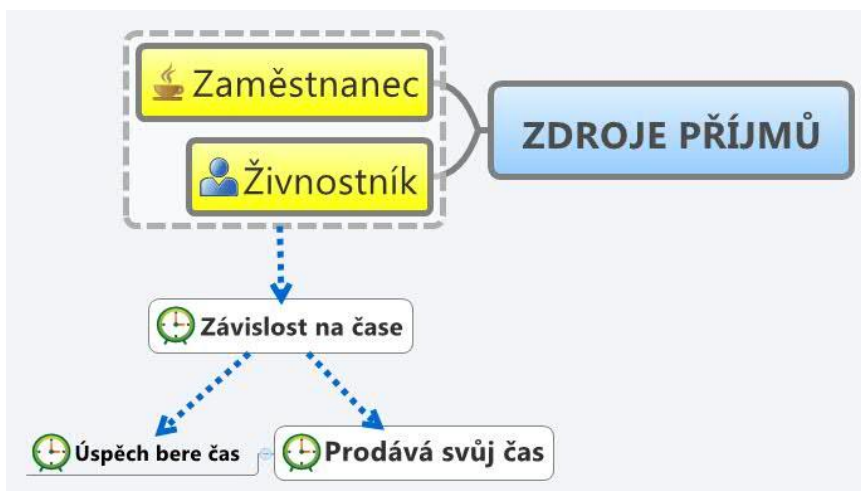 Zaměstnanec
ZDROJE PŘÍJMŮ
Živnostník
Závislost na čase
Úspěch bere čas
Prodává svůj čas